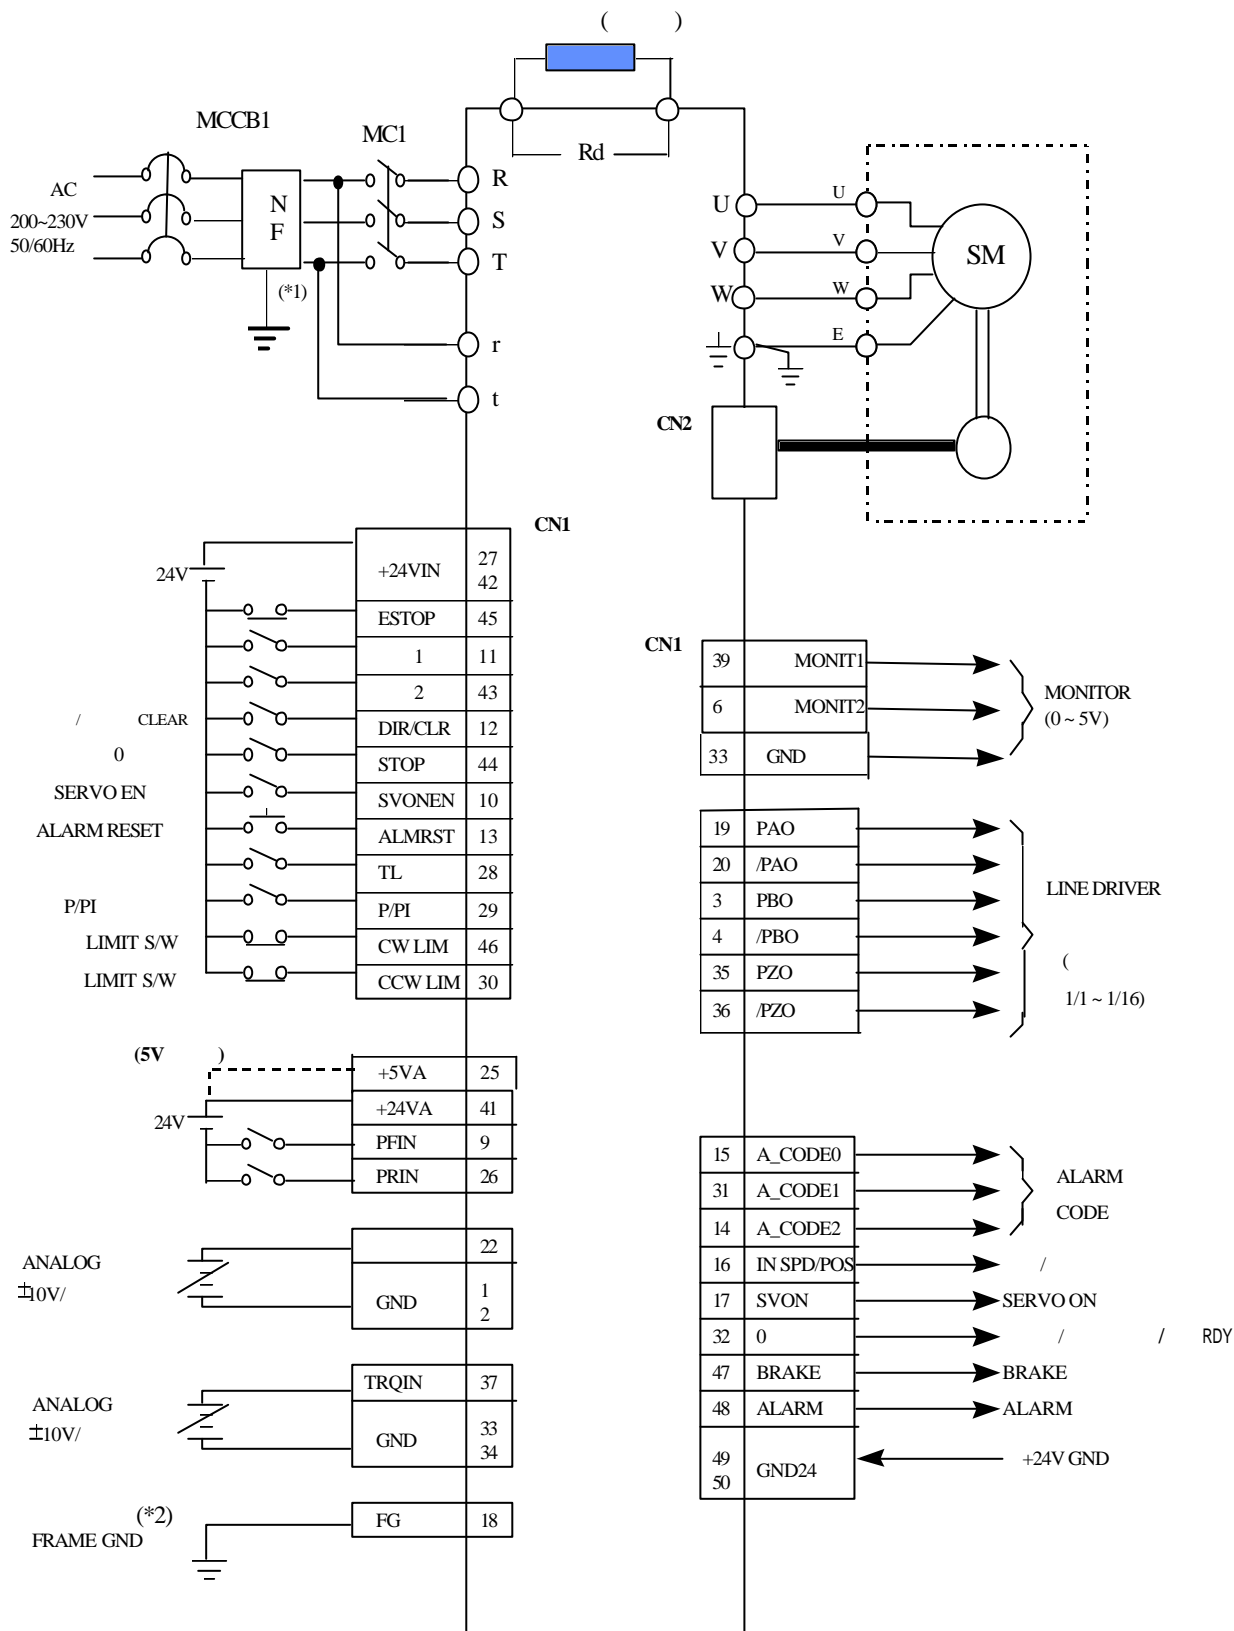 ( )
MCCB1
MC1
Rd
AC
200~230V
50/60Hz
N
F
(*1)
R
S
T
r
t
U
V
W
U
V
W
E
SM
CN2
CN1
24V
+24VIN 27
42
ESTOP 45
1 11
2 43
/ CLEAR DIR/CLR 12
0 STOP 44
SERVO EN SVONEN 10
ALARM RESET ALMRST 13
TL 28
P/PI P/PI 29
LIMIT S/W CW LIM 46
LIMIT S/W CCW LIM 30
(5V )
+5VA 25
24V +24VA 41
PFIN 9
PRIN 26
22
ANALOG
±10V/
GND 1
2
TRQIN 37
ANALOG
±10V/
GND 33
34
(*2)
FRAME GND
FG 18
CN1
39 MONIT1
6 MONIT2
33 GND
MONITOR
(0 ~ 5V)
19 PAO
20 /PAO
3 PBO
4 /PBO
35 PZO
36 /PZO
LINE DRIVER
(
1/1 ~ 1/16)
15 A_CODE0
31 A_CODE1
14 A_CODE2
ALARM
CODE
16 IN SPD/POS /
17 SVON SERVO ON
32 0 / / RDY
47 BRAKE BRAKE
48 ALARM ALARM
49
50
GND24 +24V GND